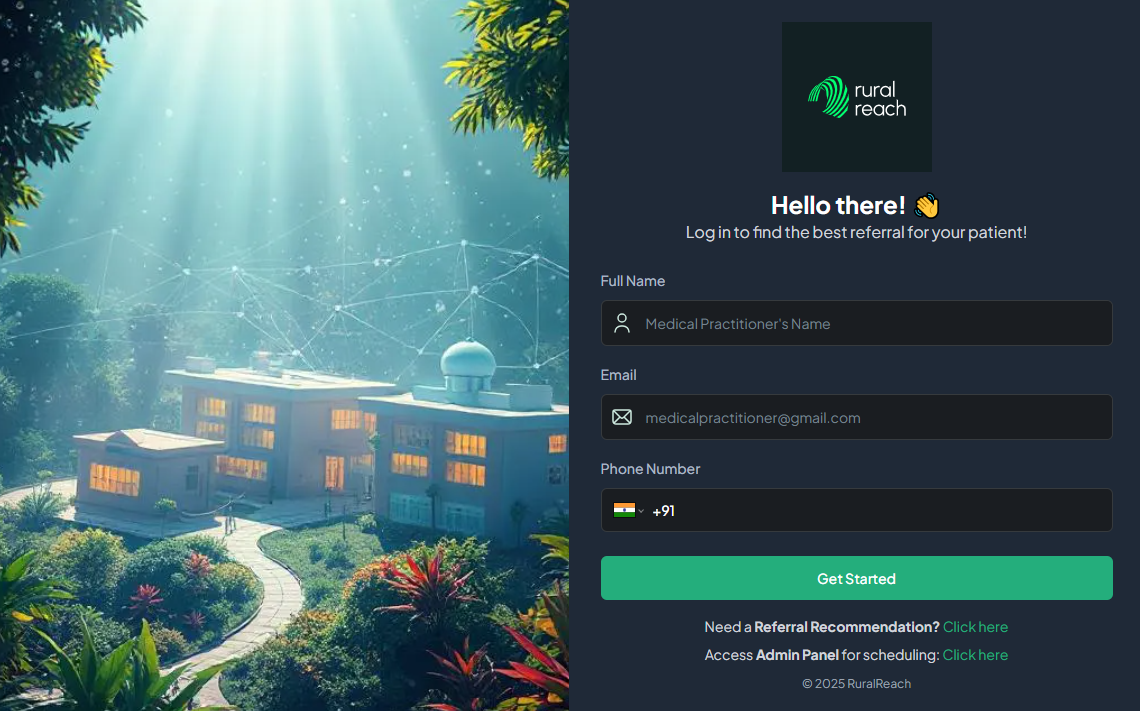 rural
reach
Hello there! 👋
Log in to find the best referral for your patient!
Full Name
Medical Practitioner's Name
Email
medicalpractitioner@gmail.com
Phone Number
+91
Get Started
Need a Referral Recommendation? Click here
Access Admin Panel for scheduling: Click here
© 2025 RuralReach